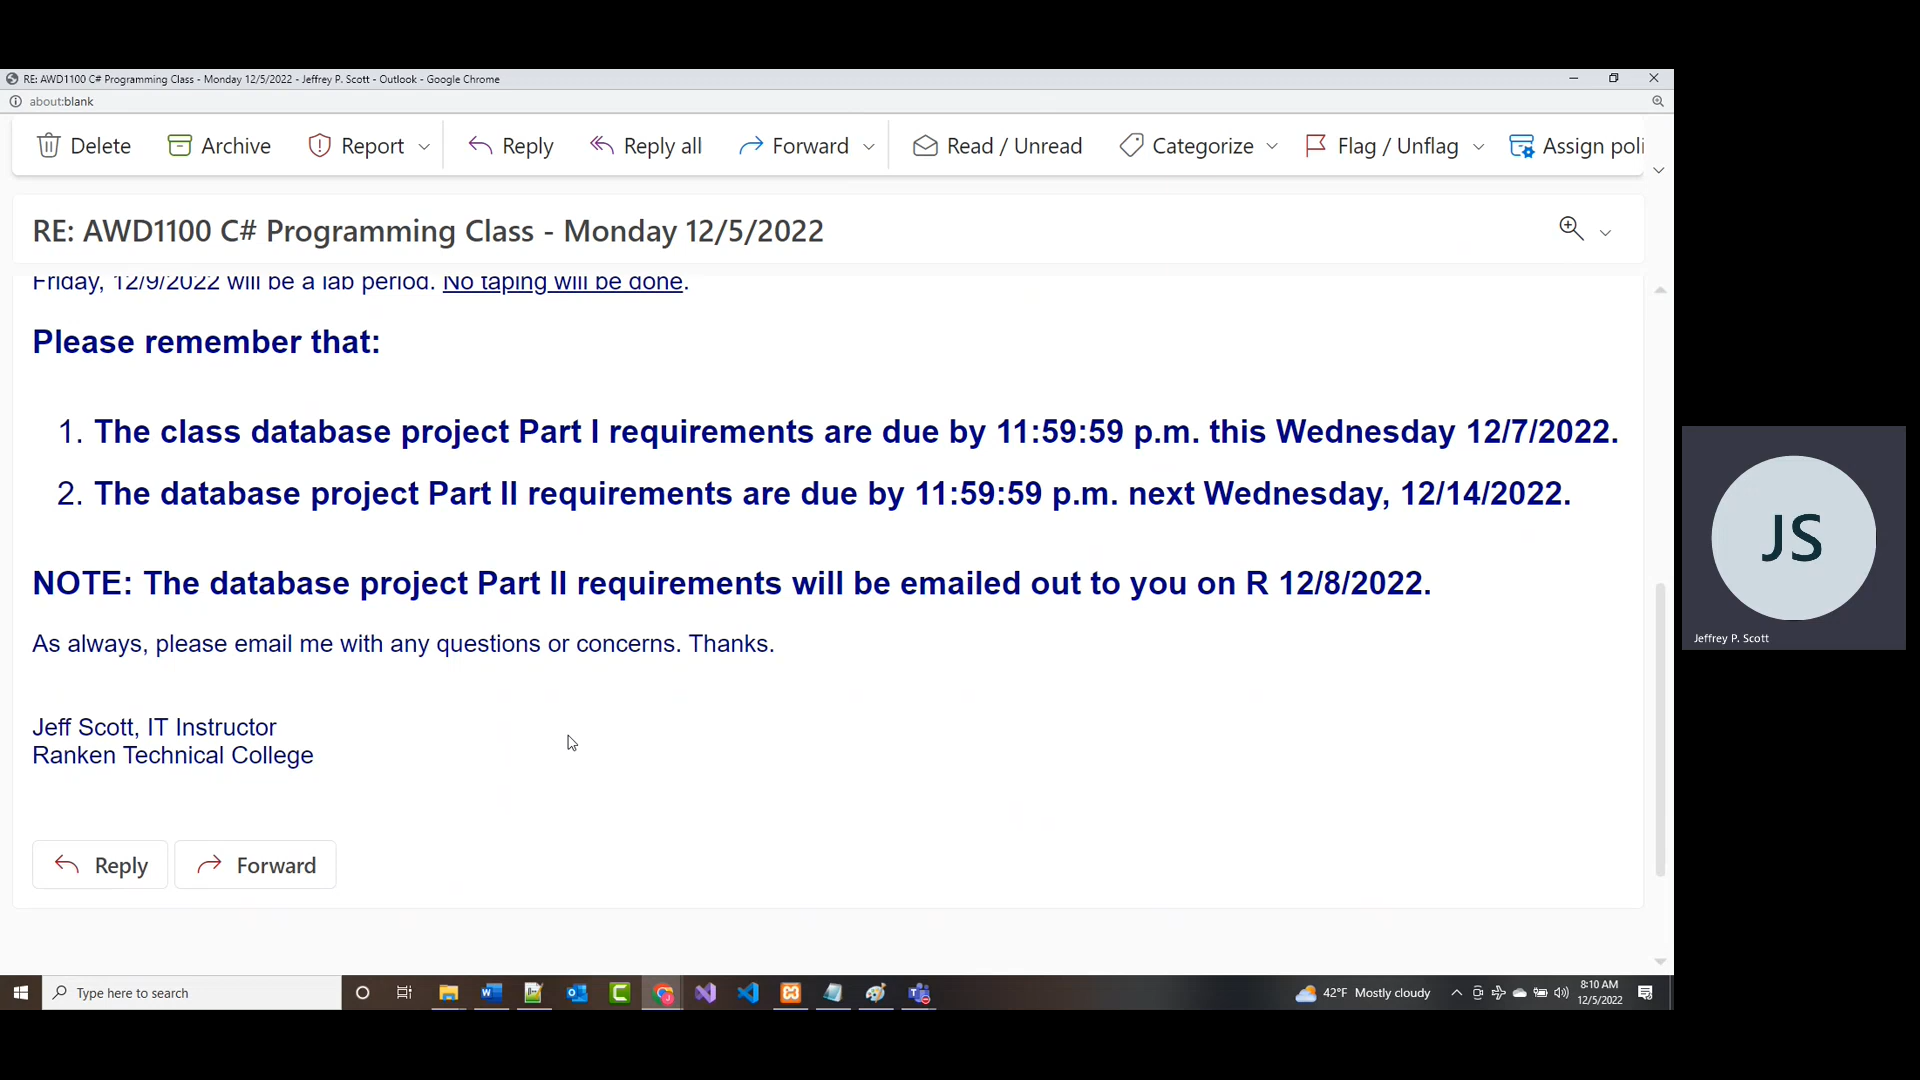 RE: AWD1100 C# Programming Class - Monday 12/5/2022 - Jeffrey P. Scott - Outlook - Google Chrome
about:blank
Delete Archive Report Reply Reply all Forward Read / Unread Categorize Flag / Unflag Assign poli
RE: AWD1100 C# Programming Class - Monday 12/5/2022
Friday, 12/9/2022 will be a lab period. No taping will be done.
Please remember that:
1. The class database project Part I requirements are due by 11:59:59 p.m. this Wednesday 12/7/2022.
2. The database project Part II requirements are due by 11:59:59 p.m. next Wednesday, 12/14/2022.
NOTE: The database project Part II requirements will be emailed out to you on R 12/8/2022.
As always, please email me with any questions or concerns. Thanks.
Jeff Scott, IT Instructor
Ranken Technical College
Reply Forward
JS
Jeffrey P. Scott
Type here to search
42°F Mostly cloudy
8:10 AM
12/5/2022